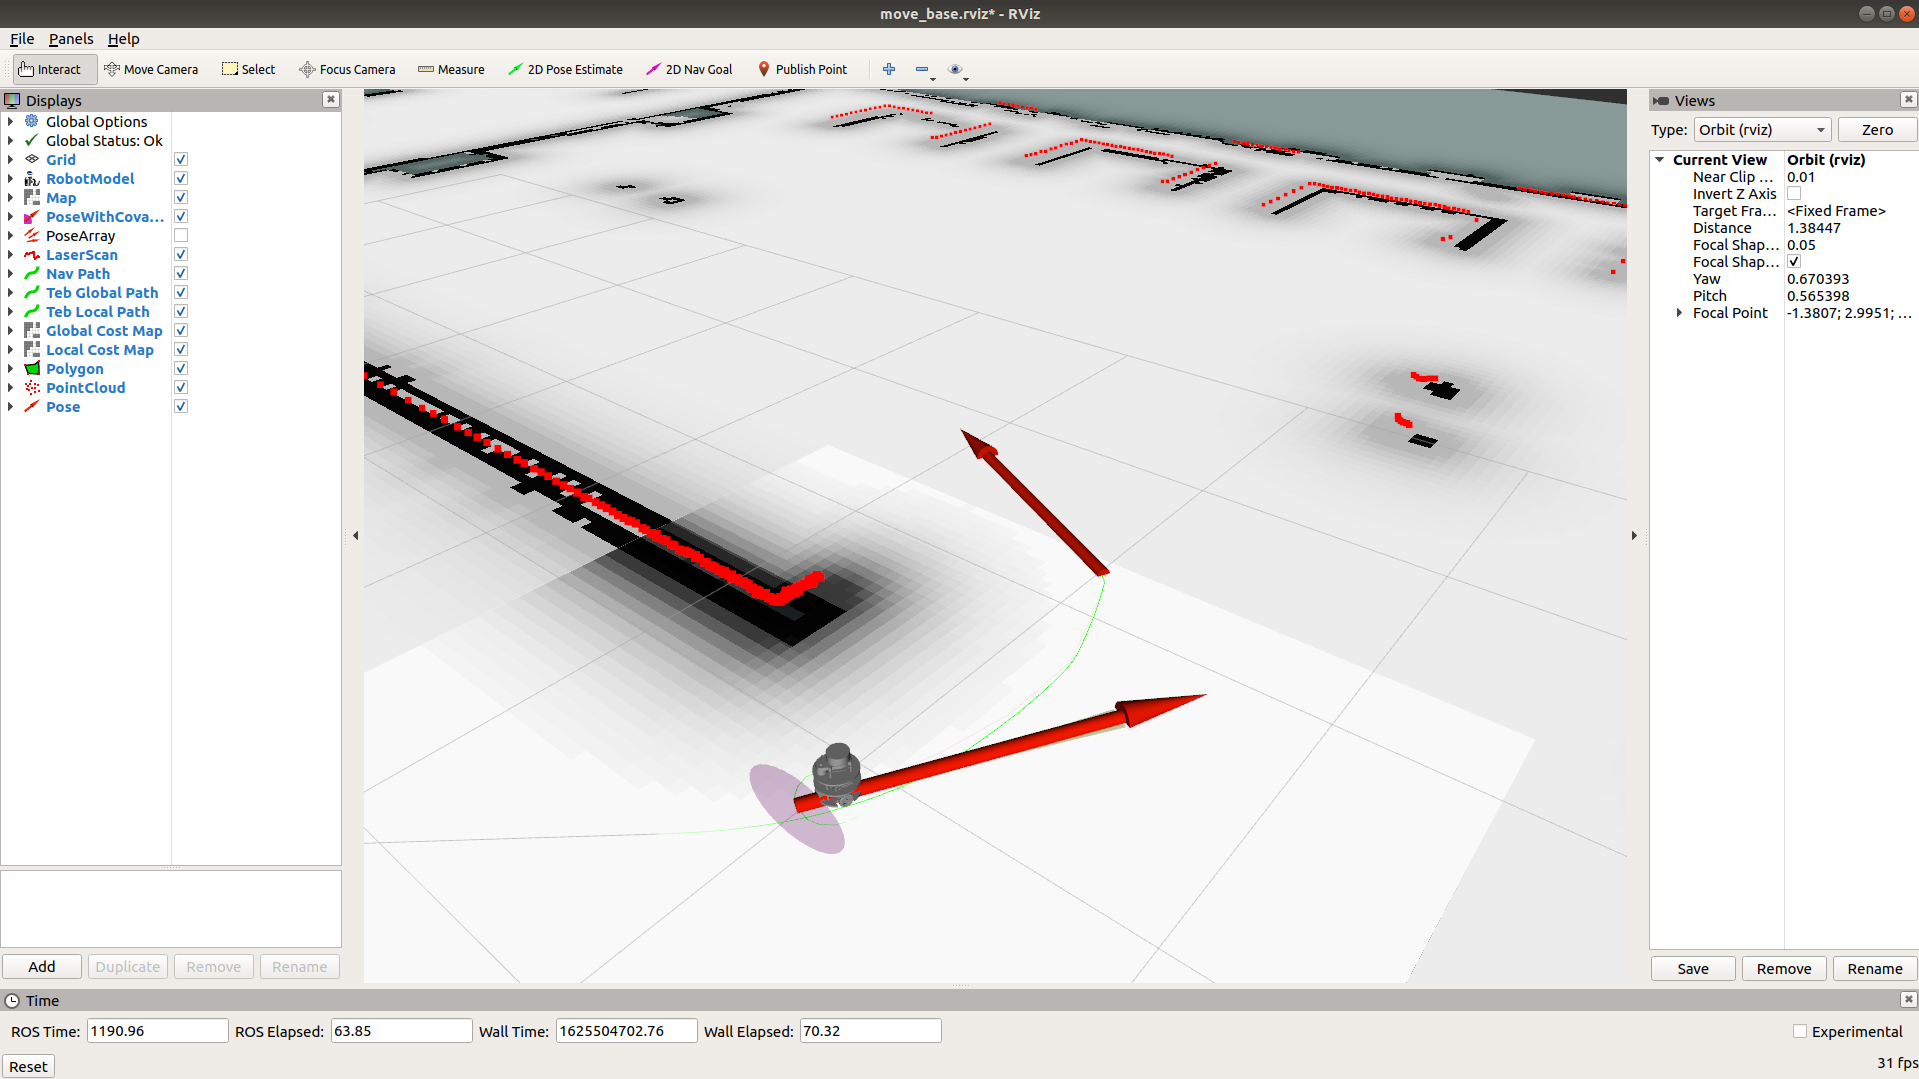 move_base.rviz* - RViz
File Panels Help
Interact Move Camera Select Focus Camera Measure 2D Pose Estimate 2D Nav Goal Publish Point
Displays
Global Options
Global Status: Ok
Grid
RobotModel
Map
PoseWithCova...
PoseArray
LaserScan
Nav Path
Teb Global Path
Teb Local Path
Global Cost Map
Local Cost Map
Polygon
PointCloud
Pose
Add Duplicate Remove Rename
Views
Type: Orbit (rviz) Zero
Current View Orbit (rviz)
Near Clip ... 0.01
Invert Z Axis
Target Fra... <Fixed Frame>
Distance 1.38447
Focal Shap... 0.05
Focal Shap...
Yaw 0.670393
Pitch 0.565398
Focal Point -1.3807; 2.9951; ...
Save Remove Rename
Time
ROS Time: 1190.96 ROS Elapsed: 63.85 Wall Time: 1625504702.76 Wall Elapsed: 70.32 Experimental
Reset 31 fps